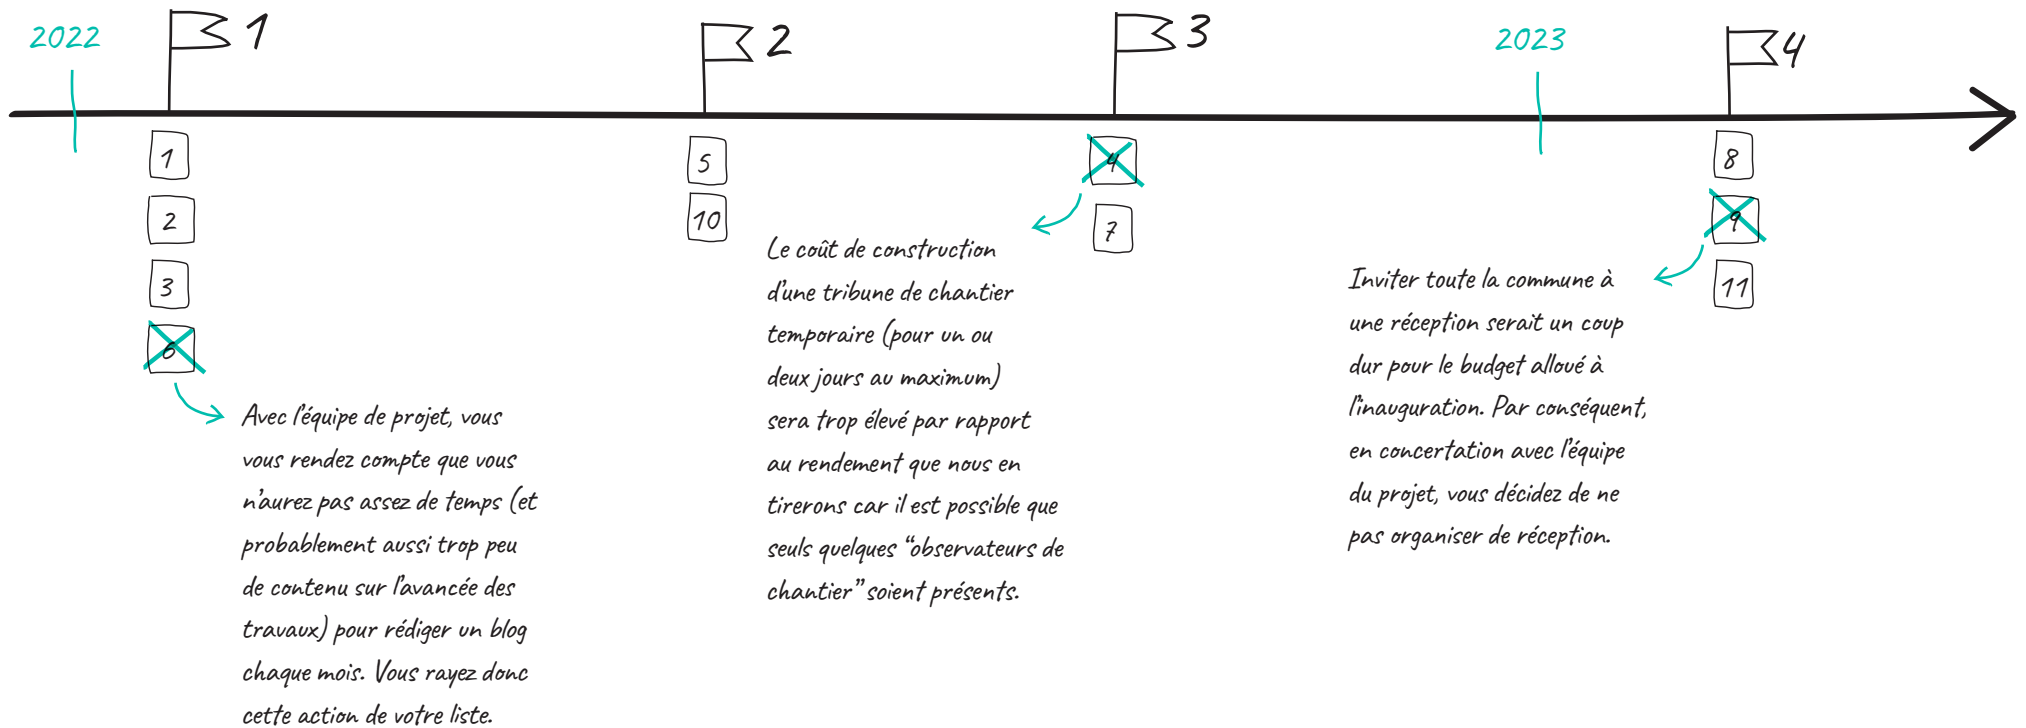 2022
1
2
3
2023
4
1
2
3
6
5
10
4
7
8
9
11
Avec l'équipe de projet, vous
vous rendez compte que vous
n'aurez pas assez de temps (et
probablement aussi trop peu
de contenu sur l'avancée des
travaux) pour rédiger un blog
chaque mois. Vous rayez donc
cette action de votre liste.
Le coût de construction
d'une tribune de chantier
temporaire (pour un ou
deux jours au maximum)
sera trop élevé par rapport
au rendement que nous en
tirerons car il est possible que
seuls quelques “observateurs de
chantier” soient présents.
Inviter toute la commune à
une réception serait un coup
dur pour le budget alloué à
l'inauguration. Par conséquent,
en concertation avec l'équipe
du projet, vous décidez de ne
pas organiser de réception.